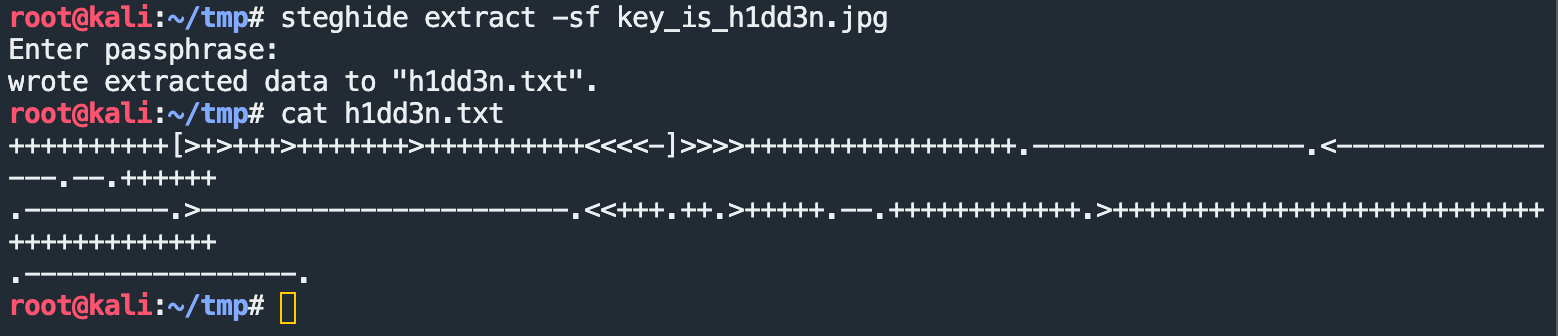 root@kali:~/tmp# steghide extract -sf key_is_h1dd3n.jpg
Enter passphrase:
wrote extracted data to "h1dd3n.txt".
root@kali:~/tmp# cat h1dd3n.txt
++++++++++[>+>+++>+++++++>++++++++++<<<<-]>>>>+++++++++++++++++.-----------------.<-------------
---.--.++++++
.---------.>-----------------------.<<+++.++.>+++++.--.++++++++++++.>+++++++++++++++++++++++++++
+++++++++++++
.-----------------.
root@kali:~/tmp#